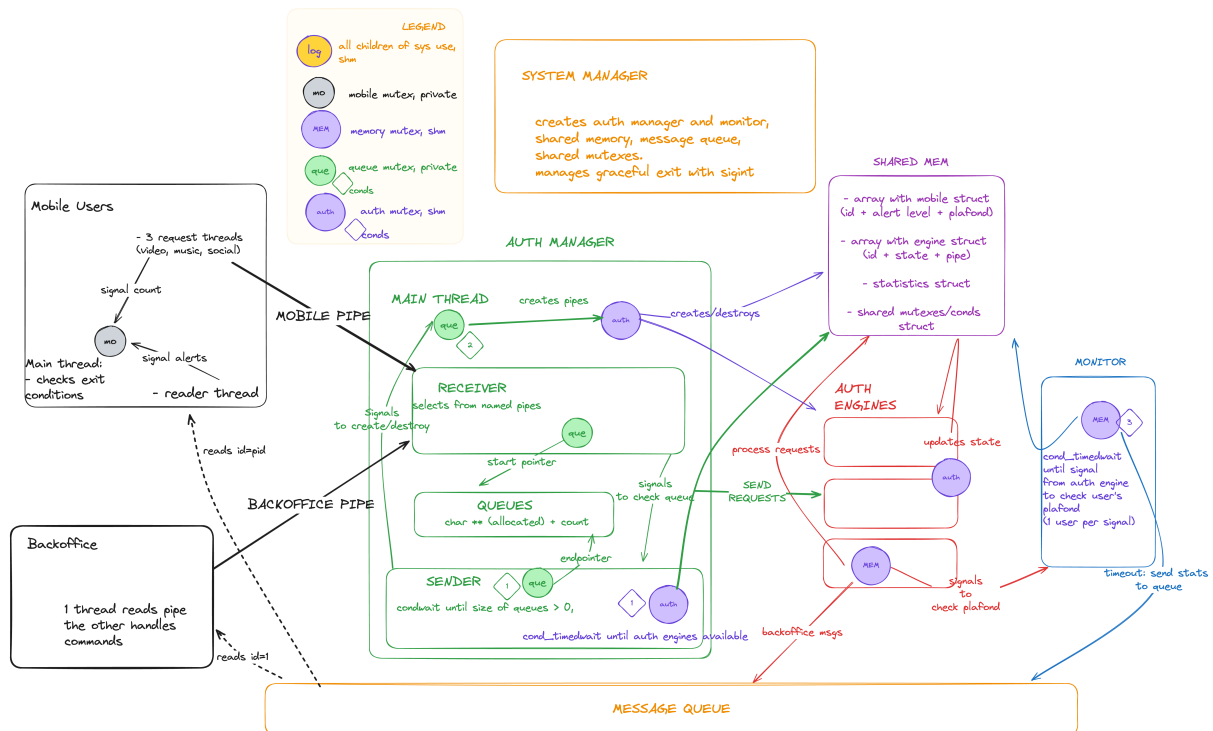 LEGEND
log
all children of sys use,
shm
mo
mobile mutex, private
MEM
memory mutex, shm
que
queue mutex, private
conds
auth
auth mutex, shm
conds
SYSTEM MANAGER
creates auth manager and monitor,
shared memory, message queue,
shared mutexes.
manages graceful exit with sigint
SHARED MEM
- array with mobile struct
(id + alert level + plafond)
- array with engine struct
(id + state + pipe)
- statistics struct
- shared mutexes/conds
struct
Mobile Users
- 3 request threads
(video, music, social)
signal count
mo
signal alerts
Main thread:
- checks exit
conditions
- reader thread
MOBILE PIPE
reads id=pid
BACKOFFICE PIPE
Backoffice
1 thread reads pipe
the other handles
commands
reads id=1
AUTH MANAGER
MAIN THREAD
que
2
creates pipes
auth
creates/destroys
RECEIVER
selects from named pipes
que
Signals
to create/destroy
start pointer
QUEUES
char ** (allocated) + count
signals
to check queue
endpointer
SENDER
1
que
condwait until size of queues > 0,
1
auth
cond_timedwait until auth engines available
SEND
REQUESTS
AUTH
ENGINES
process requests
updates state
auth
MEM
signals
to
check plafond
backoffice msgs
MONITOR
MEM
3
cond_timedwait
until signal
from auth engine
to check user's
plafond
(1 user per signal)
timeout: send stats
to queue
MESSAGE QUEUE